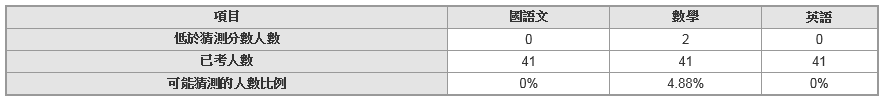 項目 國語文 數學 英語
低於猜測分數人數 0 2 0
已考人數 41 41 41
可能猜測的人數比例 0% 4.88% 0%